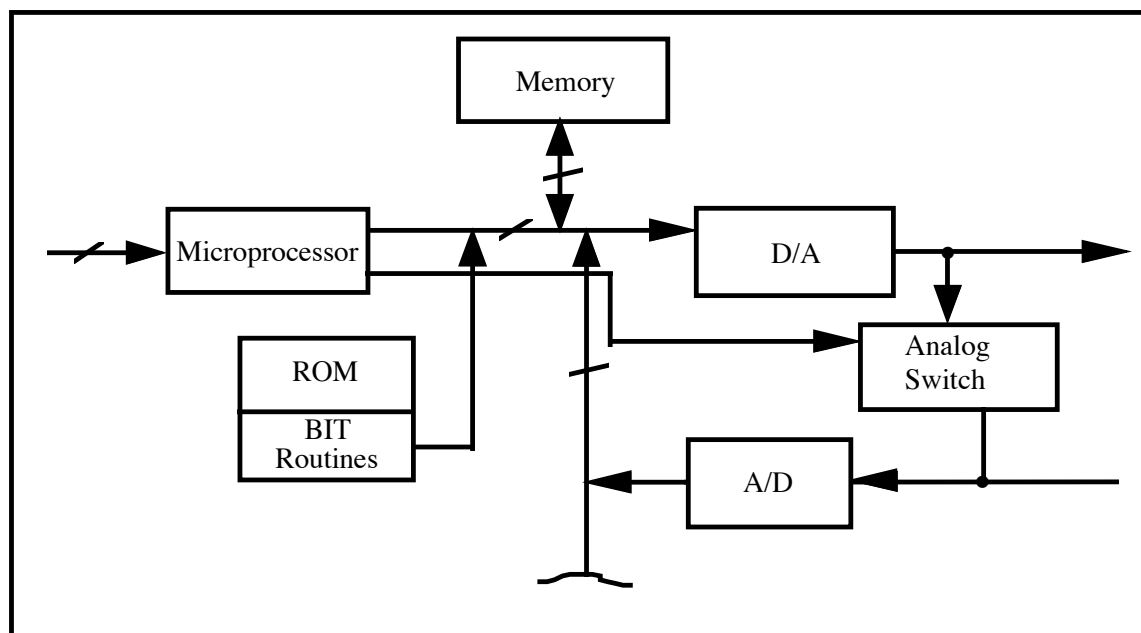 Memory
Microprocessor
D/A
Analog
Switch
ROM
BIT
Routines
A/D